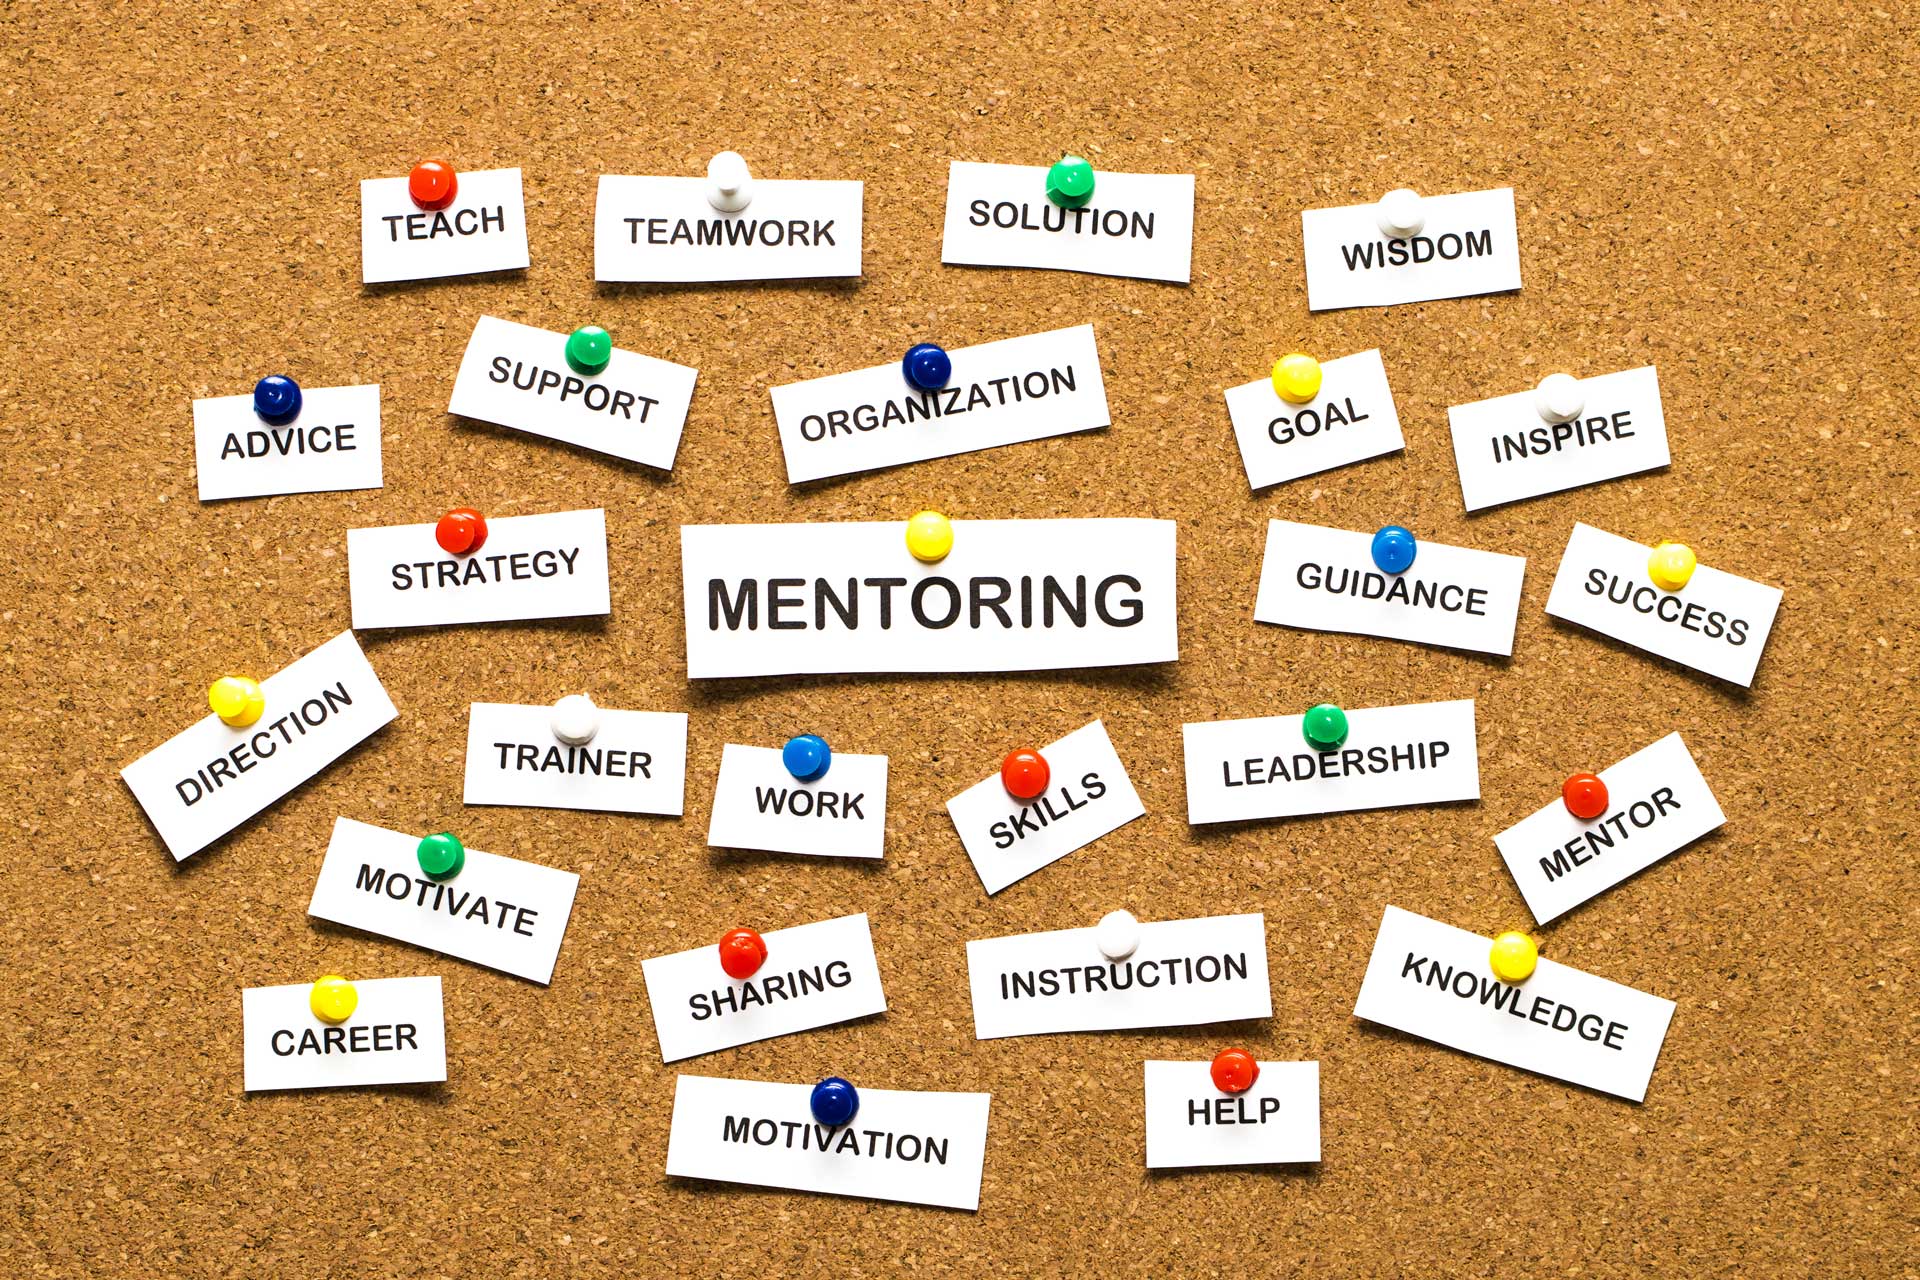 TEACH
TEAMWORK
SOLUTION
WISDOM
ADVICE
SUPPORT
ORGANIZATION
GOAL
INSPIRE
STRATEGY
MENTORING
GUIDANCE
SUCCESS
DIRECTION
TRAINER
WORK
SKILLS
LEADERSHIP
MENTOR
MOTIVATE
SHARING
INSTRUCTION
KNOWLEDGE
CAREER
MOTIVATION
HELP